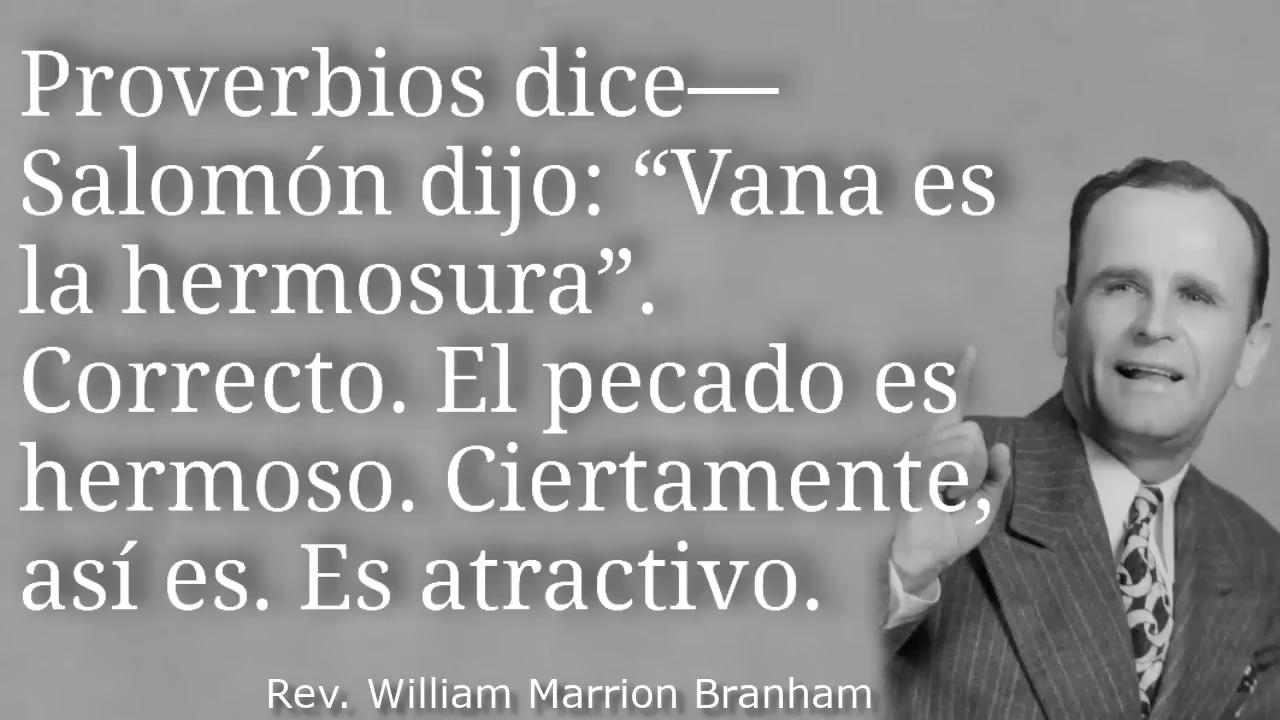 Proverbios dice—
Salomón dijo: “Vana es
la hermosura”.
Correcto. El pecado es
hermoso. Ciertamente,
así es. Es atractivo.
Rev. William Marrion Branham